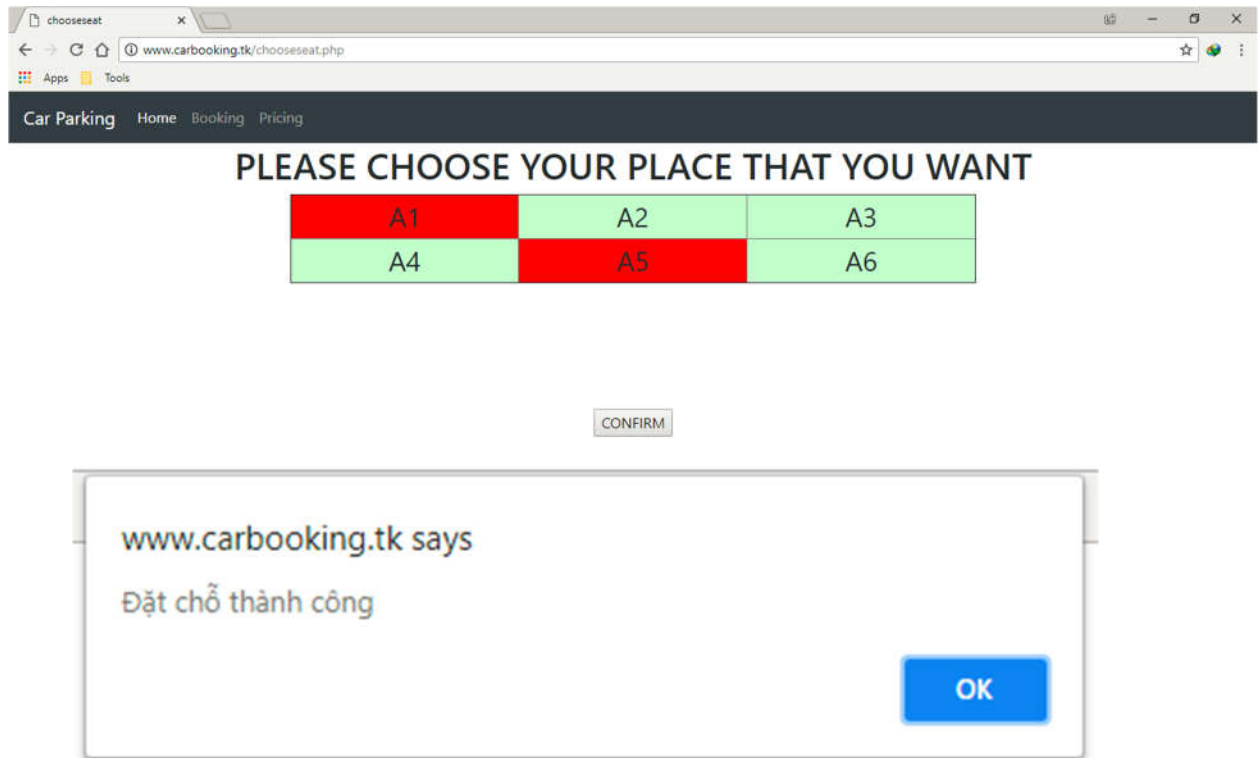 chooseseat
www.carbooking.tk/chooseseat.php
Apps Tools
Car Parking Home Booking Pricing
PLEASE CHOOSE YOUR PLACE THAT YOU WANT
A1 A2 A3
A4 A5 A6
CONFIRM
www.carbooking.tk says
Đặt chỗ thành công
OK